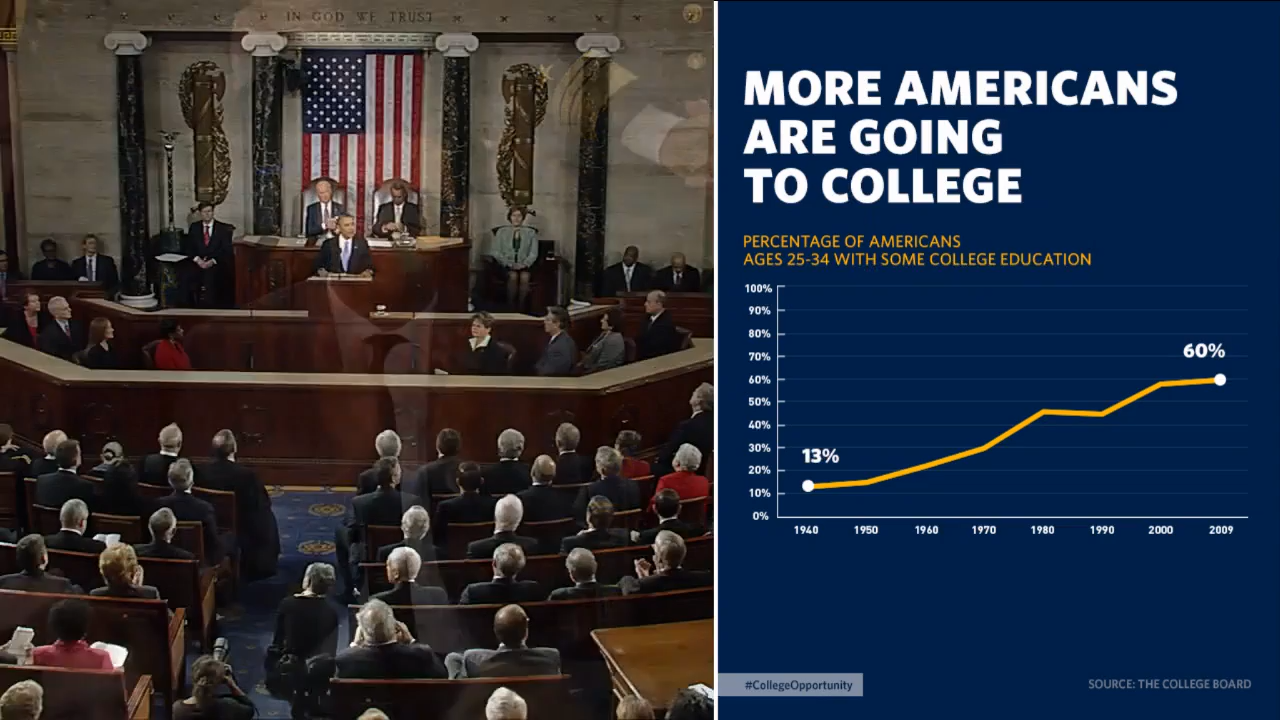 IN GOD WE TRUST
MORE AMERICANS
ARE GOING
TO COLLEGE
PERCENTAGE OF AMERICANS
AGES 25-34 WITH SOME COLLEGE EDUCATION
100%
90%
80%
70%
60%
50%
40%
30%
20%
10%
0%
13%
60%
1940 1950 1960 1970 1980 1990 2000 2009
#CollegeOpportunity
SOURCE: THE COLLEGE BOARD